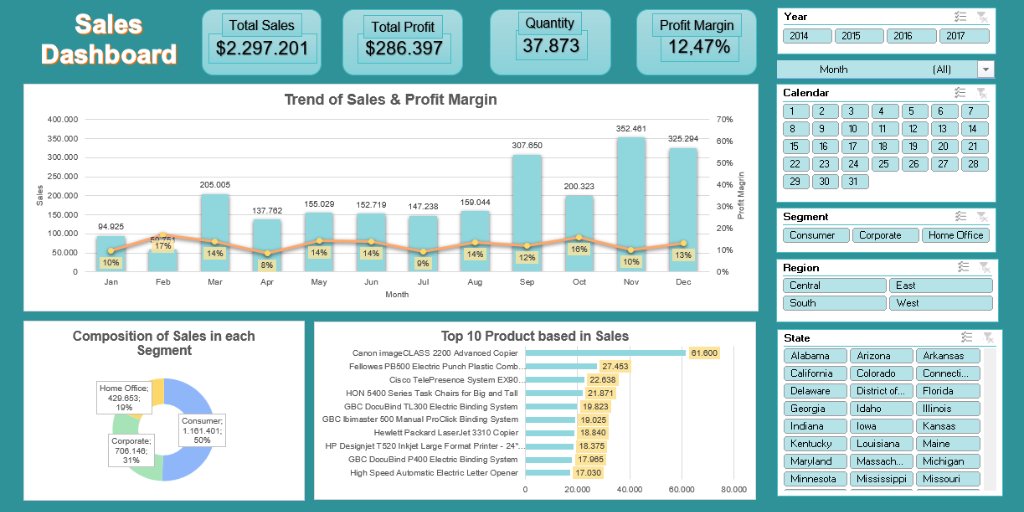 Sales
Dashboard
Total Sales
$2.297.201
Total Profit
$286.397
Quantity
37.873
Profit Margin
12,47%
Trend of Sales & Profit Margin
400.000
350.000
300.000
250.000
200.000
150.000
100.000
50.000
0
Sales
94.925
205.005
137.762
155.029
152.719
147.238
159.044
307.650
200.323
352.461
325.294
10%
17%
14%
8%
14%
14%
9%
14%
12%
16%
10%
13%
70%
60%
50%
40%
30%
20%
10%
0%
Profit Magrin
Jan Feb Mar Apr May Jun Jul Aug Sep Oct Nov Dec
Month
Composition of Sales in each
Segment
Home Office;
429.653;
19%
Consumer;
1.161.401;
50%
Corporate;
706.146;
31%
Top 10 Product based in Sales
Canon imageCLASS 2200 Advanced Copier 61.600
Fellowes PB500 Electric Punch Plastic Comb... 27.453
Cisco TelePresence System EX90... 22.638
HON 5400 Series Task Chairs for Big and Tall 21.871
GBC DocuBind TL300 Electric Binding System 19.823
GBC Ibimaster 500 Manual ProClick Binding System 19.025
Hewlett Packard LaserJet 3310 Copier 18.840
HP Designjet T520 Inkjet Large Format Printer - 24"... 18.375
GBC DocuBind P400 Electric Binding System 17.965
High Speed Automatic Electric Letter Opener 17.030
0 20.000 40.000 60.000 80.000
Year
2014 2015 2016 2017
Month (All)
Calendar
1 2 3 4 5 6 7
8 9 10 11 12 13 14
15 16 17 18 19 20 21
22 23 24 25 26 27 28
29 30 31
Segment
Consumer Corporate Home Office
Region
Central East
South West
State
Alabama Arizona Arkansas
California Colorado Connecti...
Delaware District of... Florida
Georgia Idaho Illinois
Indiana Iowa Kansas
Kentucky Louisiana Maine
Maryland Massach... Michigan
Minnesota Mississippi Missouri